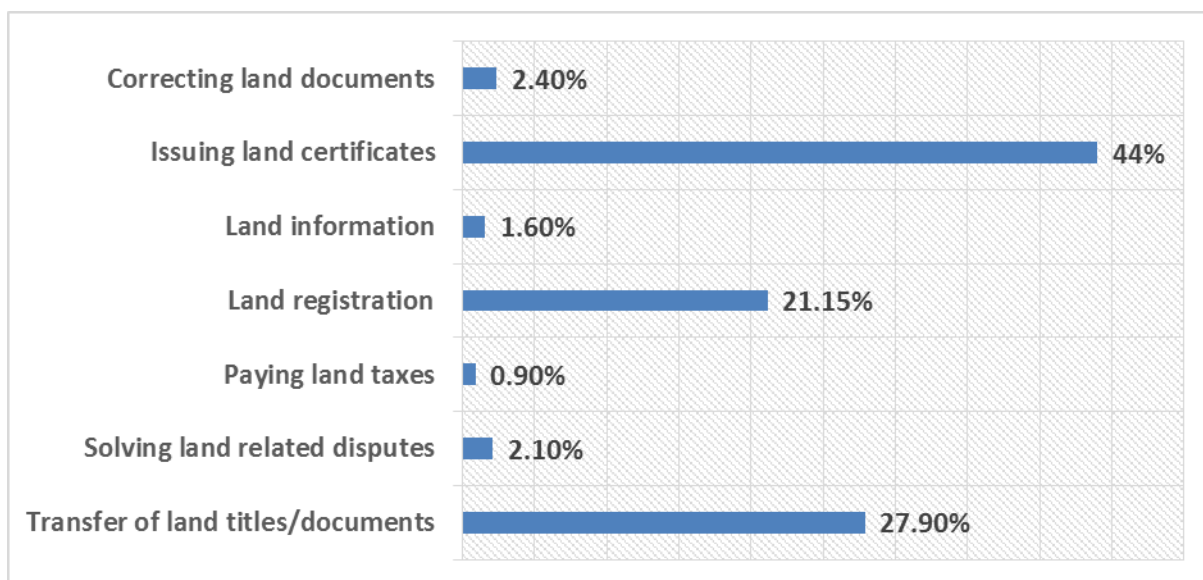 Correcting land documents 2.40%
Issuing land certificates 44%
Land information 1.60%
Land registration 21.15%
Paying land taxes 0.90%
Solving land related disputes 2.10%
Transfer of land titles/documents 27.90%